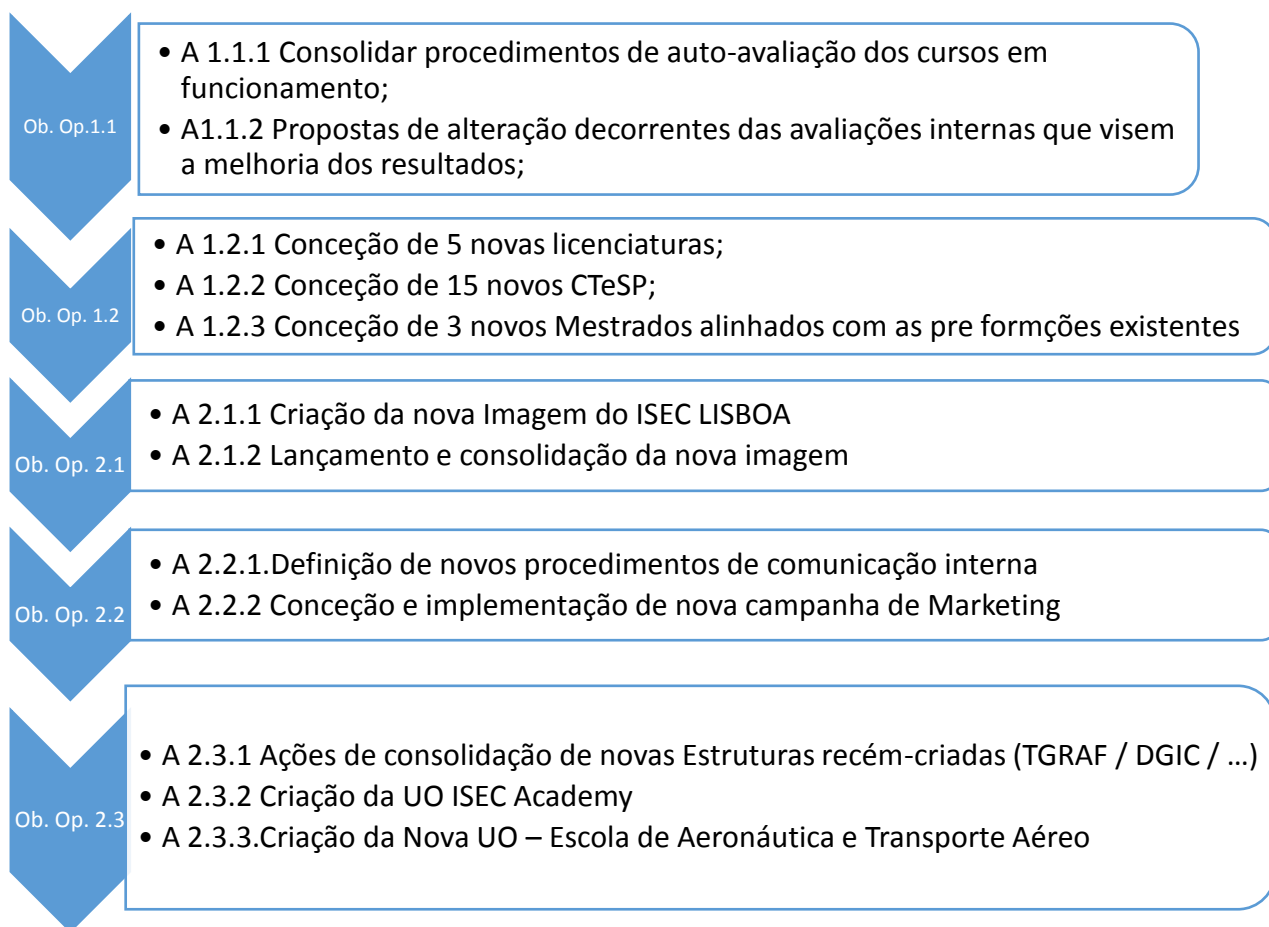 Ob. Op.1.1
• A 1.1.1 Consolidar procedimentos de auto-avaliação dos cursos em
funcionamento;
• A1.1.2 Propostas de alteração decorrentes das avaliações internas que visem
a melhoria dos resultados;
Ob. Op. 1.2
• A 1.2.1 Conceção de 5 novas licenciaturas;
• A 1.2.2 Conceção de 15 novos CTeSP;
• A 1.2.3 Conceção de 3 novos Mestrados alinhados com as pre formções existentes
Ob. Op. 2.1
• A 2.1.1 Criação da nova Imagem do ISEC LISBOA
• A 2.1.2 Lançamento e consolidação da nova imagem
Ob. Op. 2.2
• A 2.2.1.Definição de novos procedimentos de comunicação interna
• A 2.2.2 Conceção e implementação de nova campanha de Marketing
Ob. Op. 2.3
• A 2.3.1 Ações de consolidação de novas Estruturas recém-criadas (TGRAF / DGIC / …)
• A 2.3.2 Criação da UO ISEC Academy
• A 2.3.3.Criação da Nova UO – Escola de Aeronáutica e Transporte Aéreo